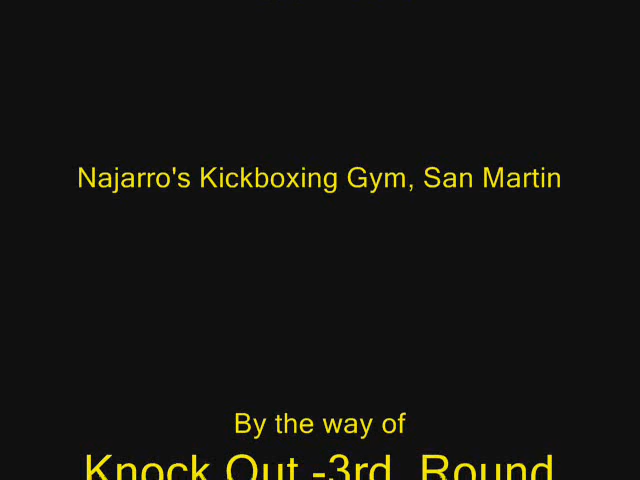 Najarro's Kickboxing Gym, San Martin
By the way of
Knock Out -3rd  Round